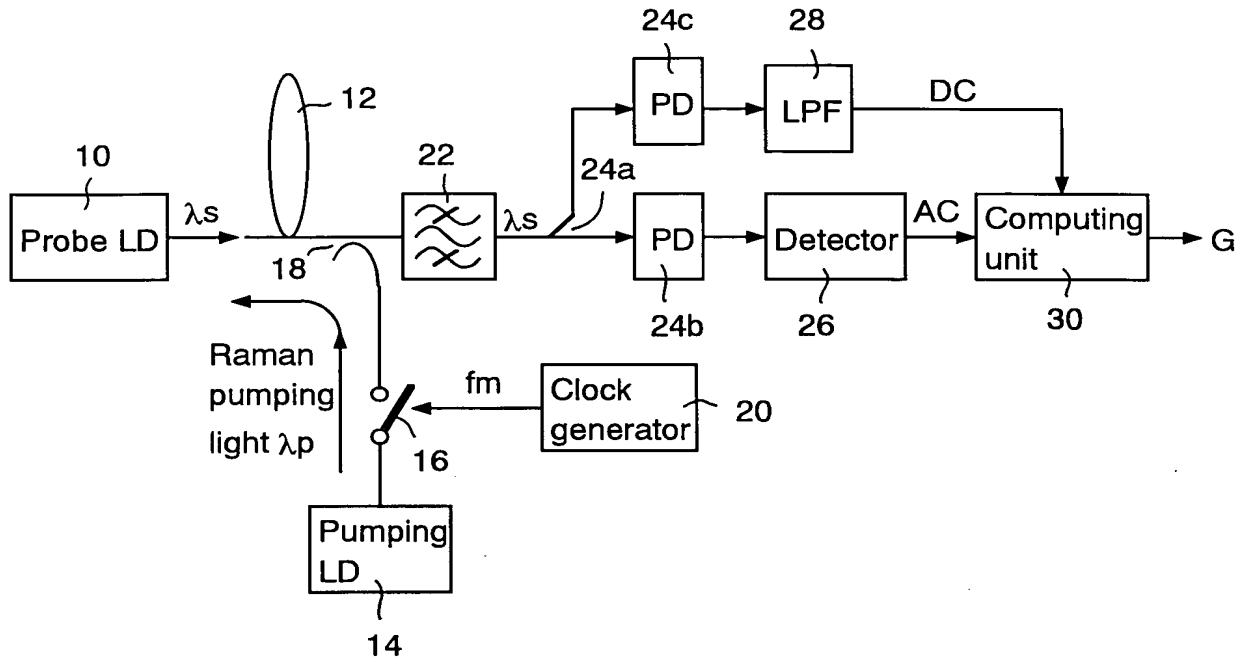 24c
28
12
PD
LPF
DC
10
22
24a
Probe LD
λs
λs
PD
Detector
AC
Computing
unit
G
18
24b
26
30
Raman
pumping
light λp
fm
Clock
generator
20
16
Pumping
LD
14